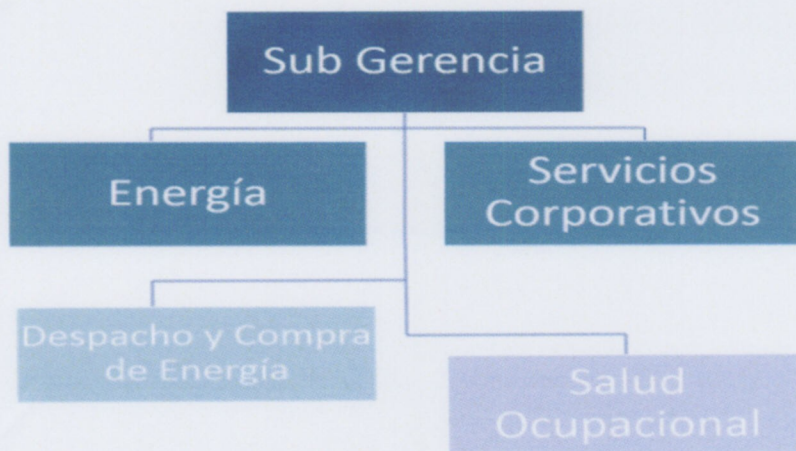 Sub Gerencia
Energía
Servicios
Corporativos
Despacho y Compra
de Energía
Salud
Ocupacional